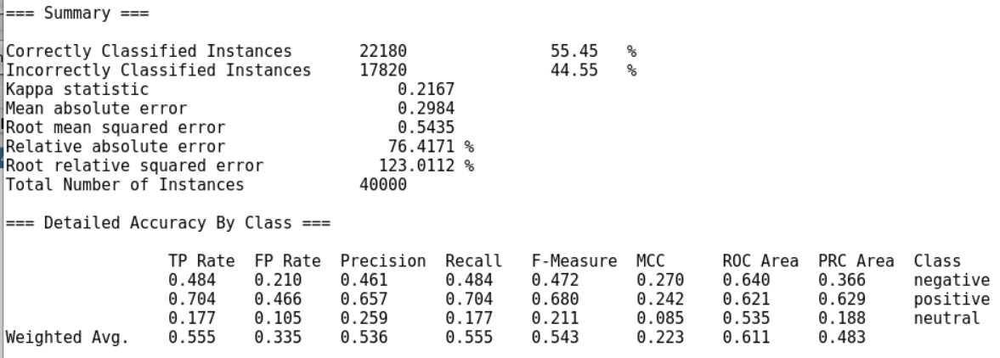 === Summary ===
Correctly Classified Instances 22180 55.45 %
Incorrectly Classified Instances 17820 44.55 %
Kappa statistic 0.2167
Mean absolute error 0.2984
Root mean squared error 0.5435
Relative absolute error 76.4171 %
Root relative squared error 123.0112 %
Total Number of Instances 40000
=== Detailed Accuracy By Class ===
TP Rate FP Rate Precision Recall F-Measure MCC ROC Area PRC Area Class
0.484 0.210 0.461 0.484 0.472 0.270 0.640 0.366 negative
0.704 0.466 0.657 0.704 0.680 0.242 0.621 0.629 positive
0.177 0.105 0.259 0.177 0.211 0.085 0.535 0.188 neutral
Weighted Avg. 0.555 0.335 0.536 0.555 0.543 0.223 0.611 0.483